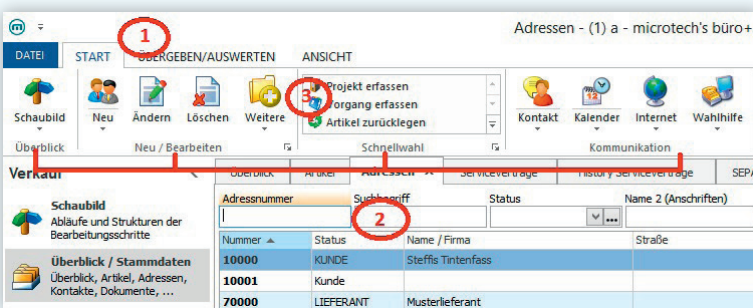 Adressen - (1) a - microtech's büro+
1
DATEI START ÜBERGEBEN/AUSWERTEN ANSICHT
Projekt erfassen
3
Vorgang erfassen
Artikel zurücklegen
Schaubild Neu Ändern Löschen Weitere Kontakt Kalender Internet Wahlhilfe
Überblick Neu / Bearbeiten Schnellwahl Kommunikation
Verkauf Überblick Artikel Adressen Serviceverträge History Serviceverträge SEPA
Adressnummer Suchbegriff Status Name 2 (Anschriften)
2
Schaubild
Abläufe und Strukturen der
Bearbeitungsschritte
Überblick / Stammdaten
Überblick, Artikel, Adressen,
Kontakte, Dokumente, ...
Nummer Status Name / Firma Straße
10000 KUNDE Steffis Tintenfass
10001 Kunde
70000 LIEFERANT Musterlieferant